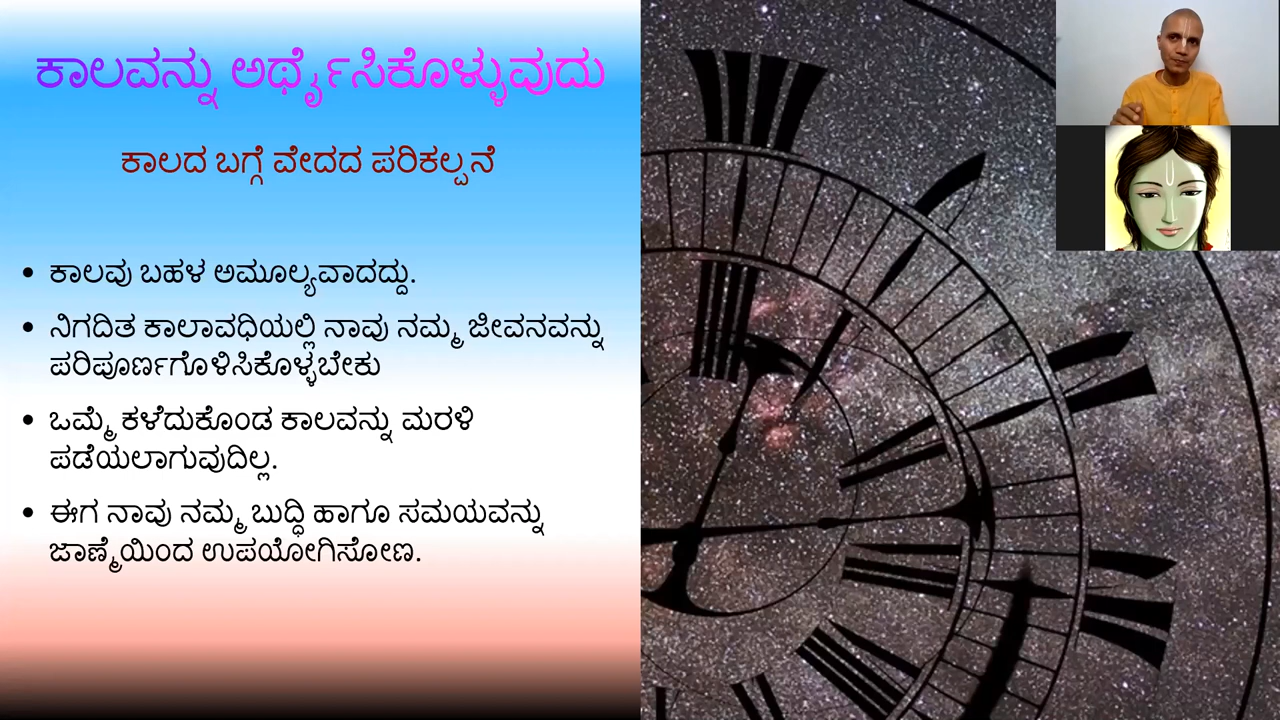 ಕಾಲವನ್ನು ಅರ್ಥೈಸಿಕೊಳ್ಳುವುದು
ಕಾಲದ ಬಗ್ಗೆ ವೇದದ ಪರಿಕಲ್ಪನೆ
• ಕಾಲವು ಬಹಳ ಅಮೂಲ್ಯವಾದದ್ದು.
• ನಿಗದಿತ ಕಾಲಾವಧಿಯಲ್ಲಿ ನಾವು ನಮ್ಮ ಜೀವನವನ್ನು
ಪರಿಪೂರ್ಣಗೊಳಿಸಿಕೊಳ್ಳಬೇಕು
• ಒಮ್ಮೆ ಕಳೆದುಕೊಂಡ ಕಾಲವನ್ನು ಮರಳಿ
ಪಡೆಯಲಾಗುವುದಿಲ್ಲ.
• ಈಗ ನಾವು ನಮ್ಮ ಬುದ್ಧಿ ಹಾಗೂ ಸಮಯವನ್ನು
ಜಾಣ್ಮೆಯಿಂದ ಉಪಯೋಗಿಸೋಣ.